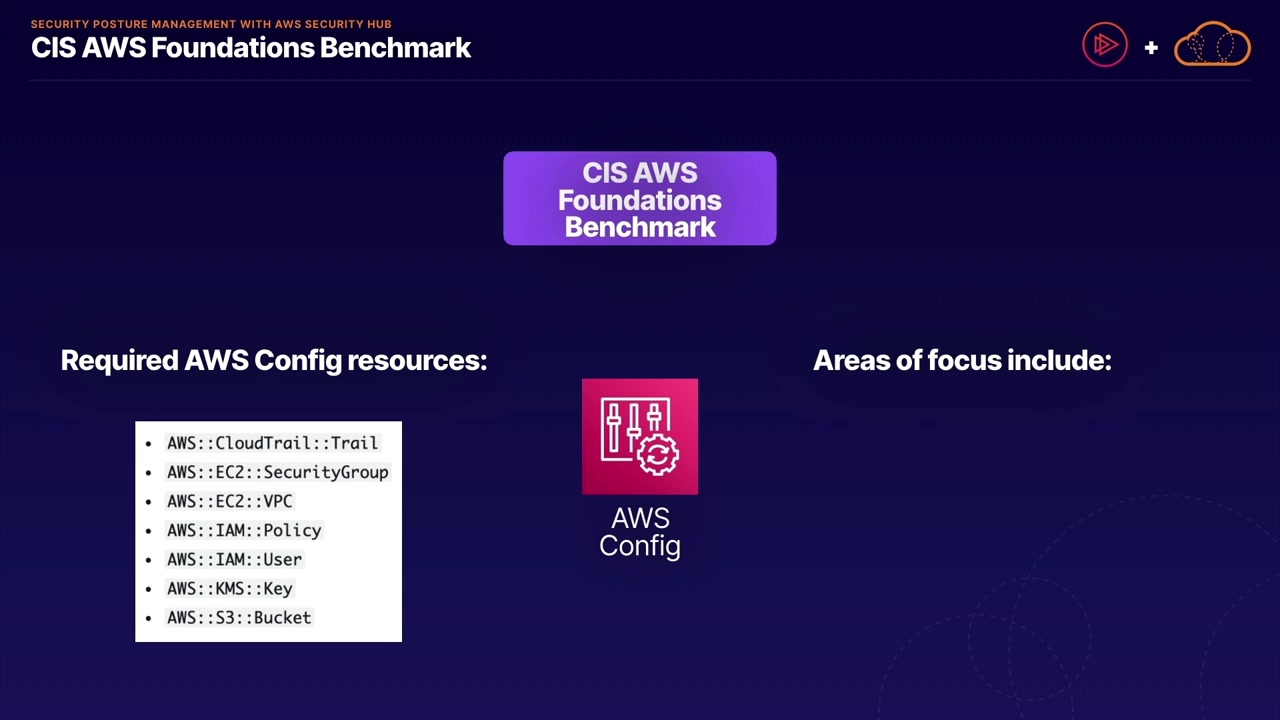 SECURITY POSTURE MANAGEMENT WITH AWS SECURITY HUB
CIS AWS Foundations Benchmark
+
CIS AWS
Foundations
Benchmark
Required AWS Config resources:
• AWS::CloudTrail::Trail
• AWS::EC2::SecurityGroup
• AWS::EC2::VPC
• AWS::IAM::Policy
• AWS::IAM::User
• AWS::KMS::Key
• AWS::S3::Bucket
AWS
Config
Areas of focus include: